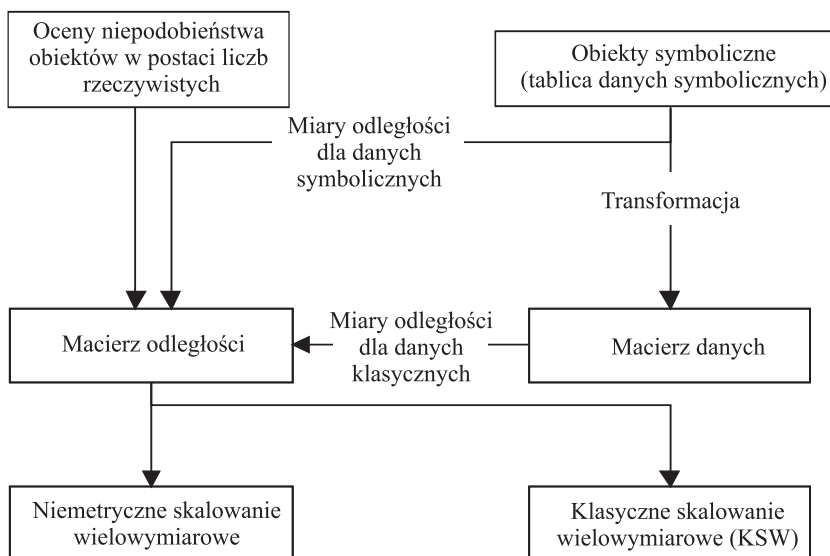 Oceny niepodobieństwa
obiektów w postaci liczb
rzeczywistych
Obiekty symboliczne
(tablica danych symbolicznych)
Miary odległości
dla danych
symbolicznych
Transformacja
Macierz odległości
Miary odległości
dla danych
klasycznych
Macierz danych
Niemetryczne skalowanie
wielowymiarowe
Klasyczne skalowanie
wielowymiarowe (KSW)